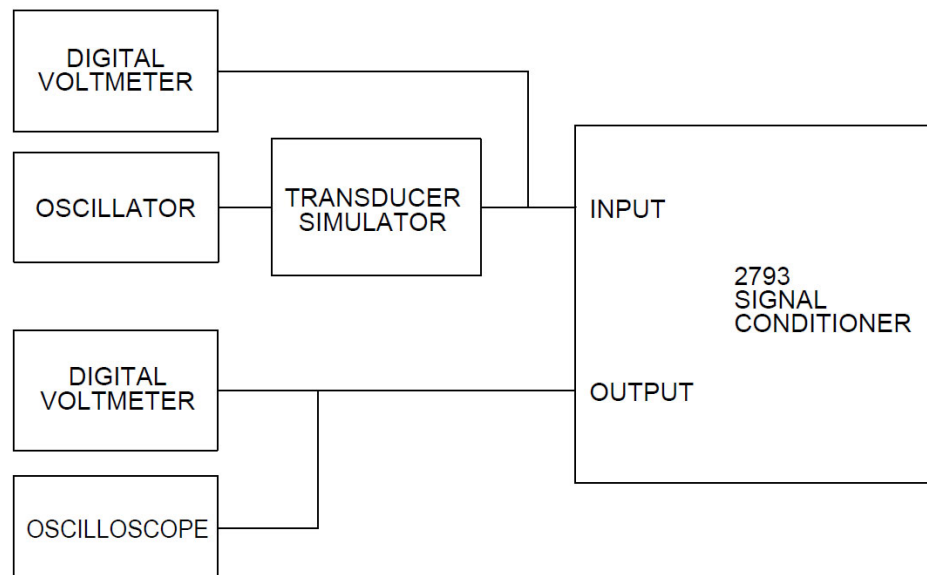 DIGITAL
VOLTMETER
OSCILLATOR
TRANSDUCER
SIMULATOR
INPUT
2793
SIGNAL
CONDITIONER
DIGITAL
VOLTMETER
OUTPUT
OSCILLOSCOPE